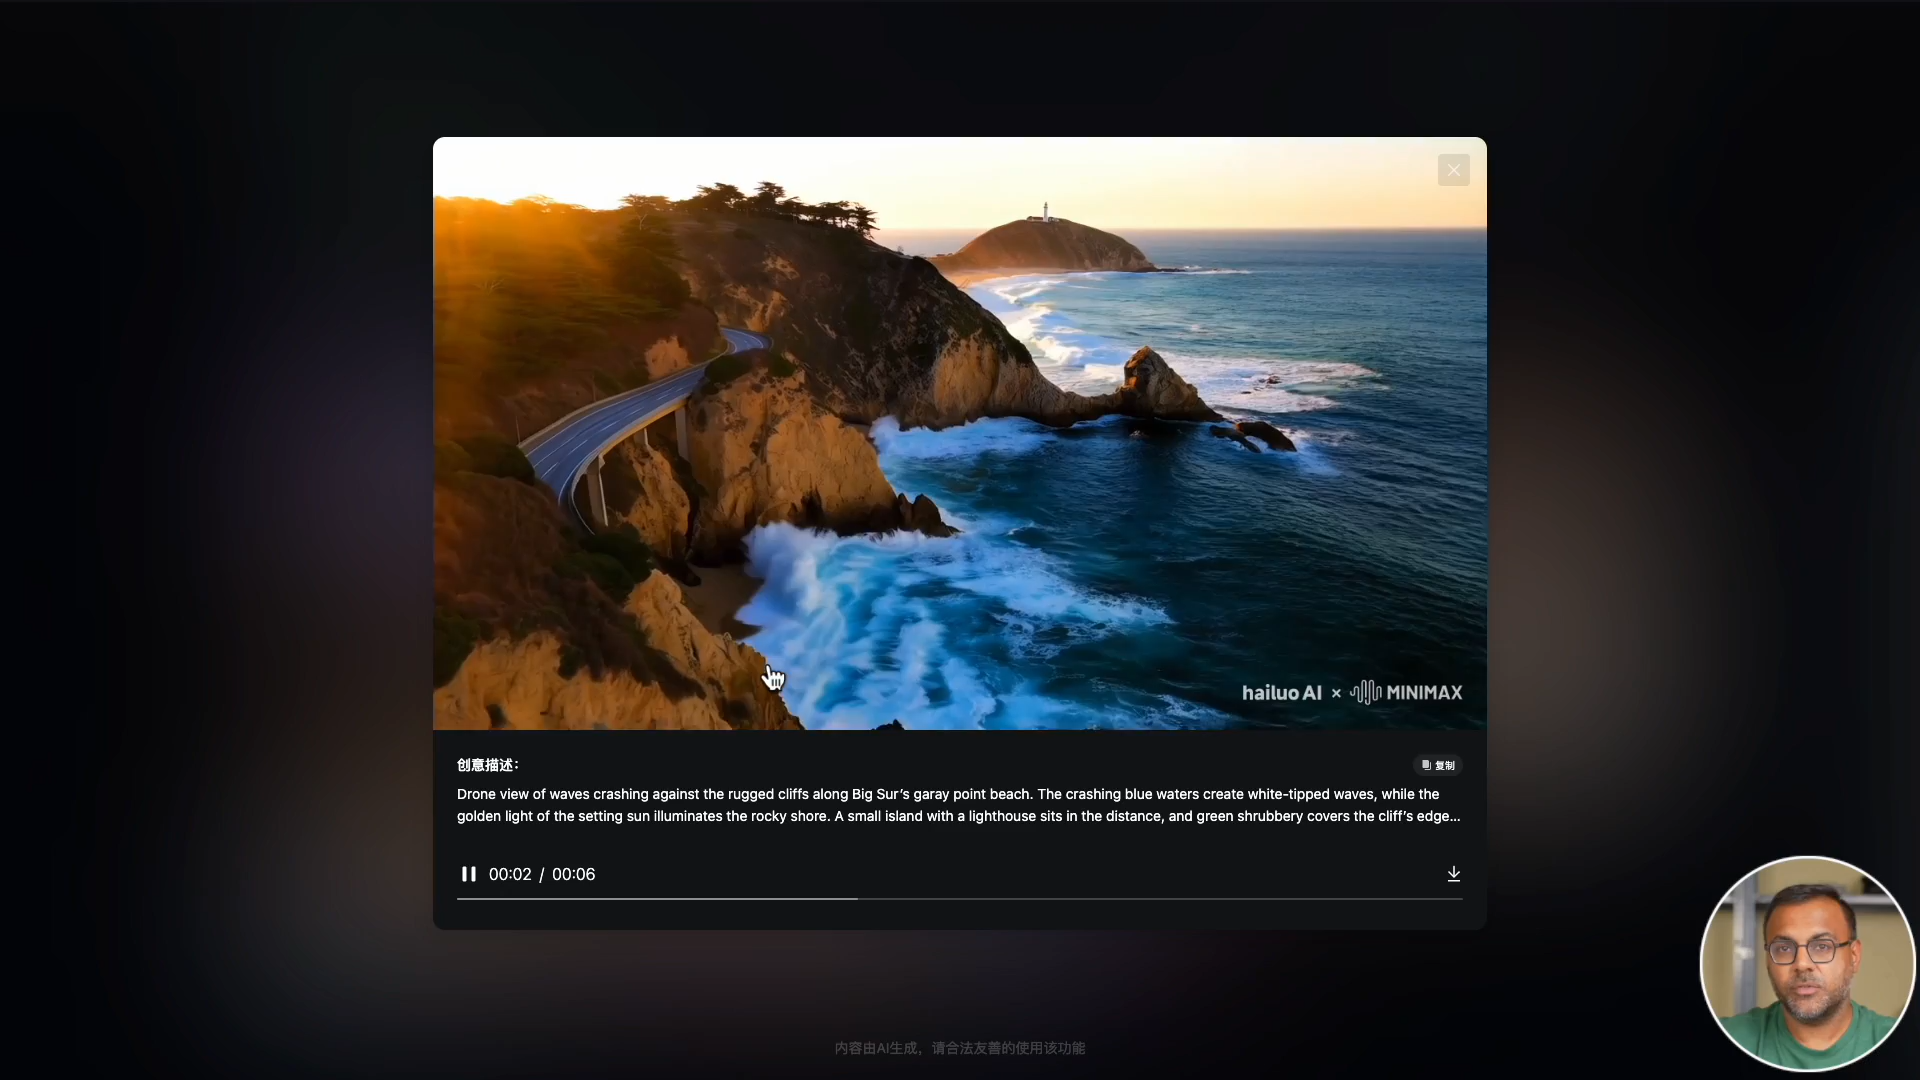 hailuo AI × MINIMAX
创意描述：
复制
Drone view of waves crashing against the rugged cliffs along Big Sur’s garay point beach. The crashing blue waters create white-tipped waves, while the
golden light of the setting sun illuminates the rocky shore. A small island with a lighthouse sits in the distance, and green shrubbery covers the cliff’s edge...
00:02 / 00:06
内容由AI生成，请合法友善的使用该功能